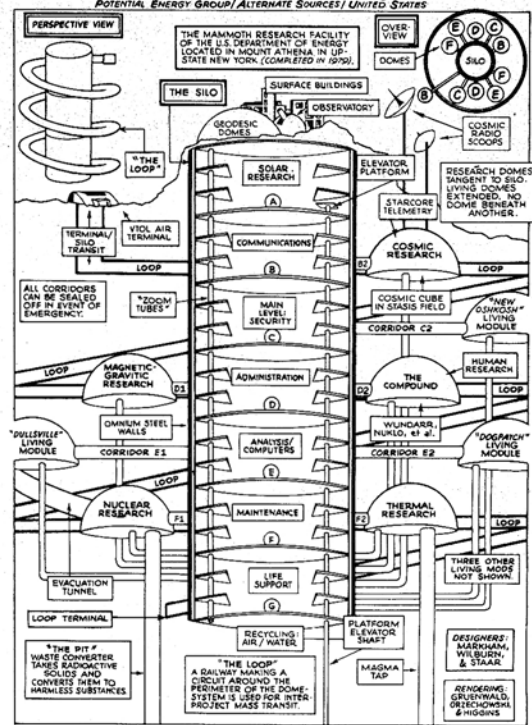 POTENTIAL ENERGY GROUP/ALTERNATE SOURCES/UNITED STATES
PERSPECTIVE VIEW
THE MAMMOTH RESEARCH FACILITY
OF THE U.S. DEPARTMENT OF ENERGY
LOCATED IN MOUNT ATHENA IN UP-
STATE NEW YORK (COMPLETED IN 1979).
OVER-
VIEW
DOMES
E
D
C
F
B
SILO
F
C
B
E
D
E
THE SILO
SURFACE BUILDINGS
OBSERVATORY
GEODESIC
DOMES
COSMIC
RADIO
SCOOPS
"THE
LOOP"
SOLAR
RESEARCH
A
ELEVATOR
PLATFORM
RESEARCH DOMES
TANGENT TO SILO.
LIVING DOMES
EXTENDED. NO
DOME BENEATH
ANOTHER.
STARCORE
TELEMETRY
TERMINAL/
SILO
TRANSIT
VTOL AIR
TERMINAL
LOOP
COMMUNICATIONS
B
B2
COSMIC
RESEARCH
LOOP
ALL CORRIDORS
CAN BE SEALED
OFF IN EVENT OF
EMERGENCY.
"ZOOM
TUBES"
MAIN
LEVEL:
SECURITY
C
COSMIC CUBE
IN STASIS FIELD
CORRIDOR C2
"NEW
OSHKOSH"
LIVING
MODULE
LOOP
MAGNETIC-
GRAVITIC
RESEARCH
D1
ADMINISTRATION
D
D2
THE
COMPOUND
HUMAN
RESEARCH
LOOP
OMNIUM STEEL
WALLS
WUNDARR,
NUKLO, et al.
"DULLSVILLE"
LIVING
MODULE
CORRIDOR E1
ANALYSIS/
COMPUTERS
E
CORRIDOR E2
"DOGPATCH"
LIVING
MODULE
LOOP
NUCLEAR
RESEARCH
F1
MAINTENANCE
F
F2
THERMAL
RESEARCH
EVACUATION
TUNNEL
LIFE
SUPPORT
G
THREE OTHER
LIVING MODS
NOT SHOWN.
LOOP TERMINAL
RECYCLING:
AIR/WATER
PLATFORM
ELEVATOR
SHAFT
"THE PIT"
WASTE CONVERTER
TAKES RADIOACTIVE
SOLIDS AND
CONVERTS THEM TO
HARMLESS SUBSTANCES
"THE LOOP"
A RAILWAY MAKING A
CIRCUIT AROUND THE
PERIMETER OF THE DOME-
SYSTEM IS USED FOR INTER-
PROJECT MASS TRANSIT.
MAGMA
TAP
DESIGNERS:
MARKHAM,
WILBURN,
& STAAR
RENDERING:
GRUENWALD,
ORZECHOWSKI
& HIGGINS